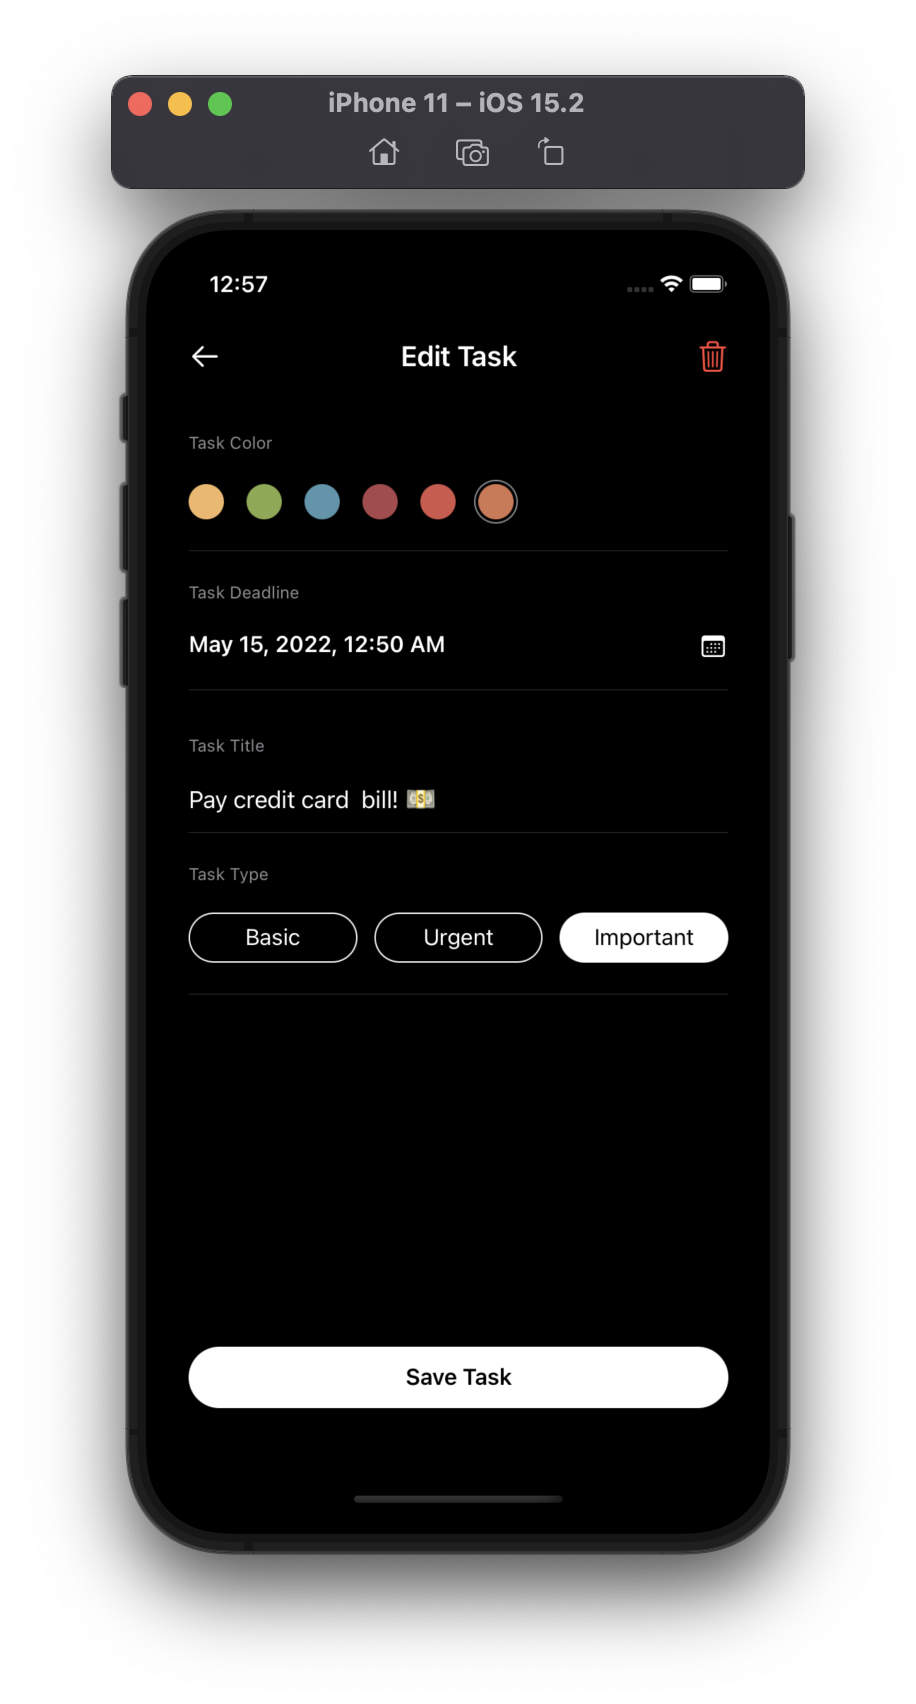 iPhone 11 – iOS 15.2
12:57
Edit Task
Task Color
Task Deadline
May 15, 2022, 12:50 AM
Task Title
Pay credit card  bill! 💵
Task Type
Basic Urgent Important
Save Task